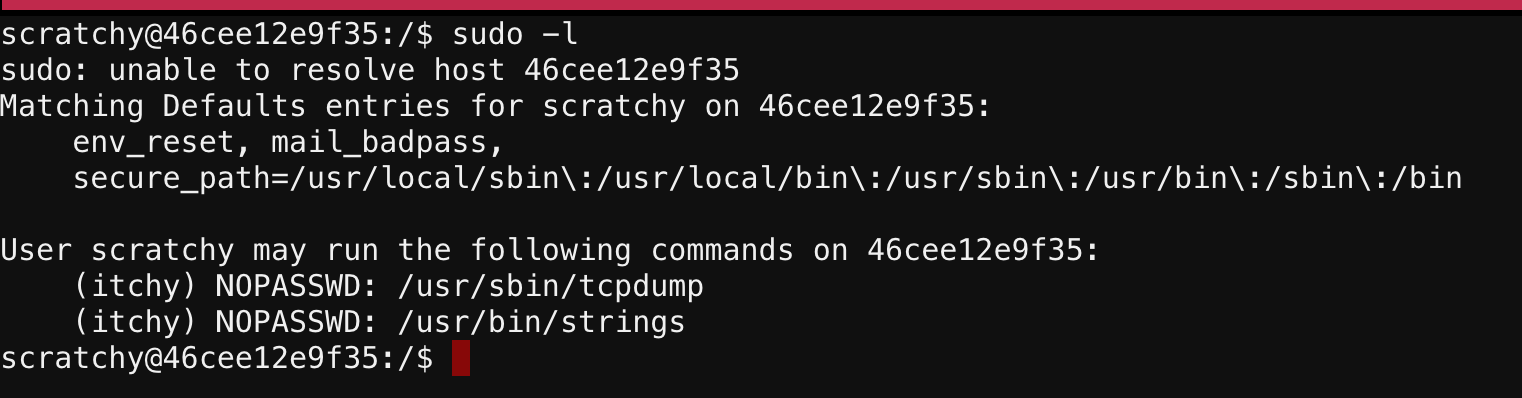 scratchy@46cee12e9f35:/$ sudo -l
sudo: unable to resolve host 46cee12e9f35
Matching Defaults entries for scratchy on 46cee12e9f35:
    env_reset, mail_badpass,
    secure_path=/usr/local/sbin\:/usr/local/bin\:/usr/sbin\:/usr/bin\:/sbin\:/bin

User scratchy may run the following commands on 46cee12e9f35:
    (itchy) NOPASSWD: /usr/sbin/tcpdump
    (itchy) NOPASSWD: /usr/bin/strings
scratchy@46cee12e9f35:/$